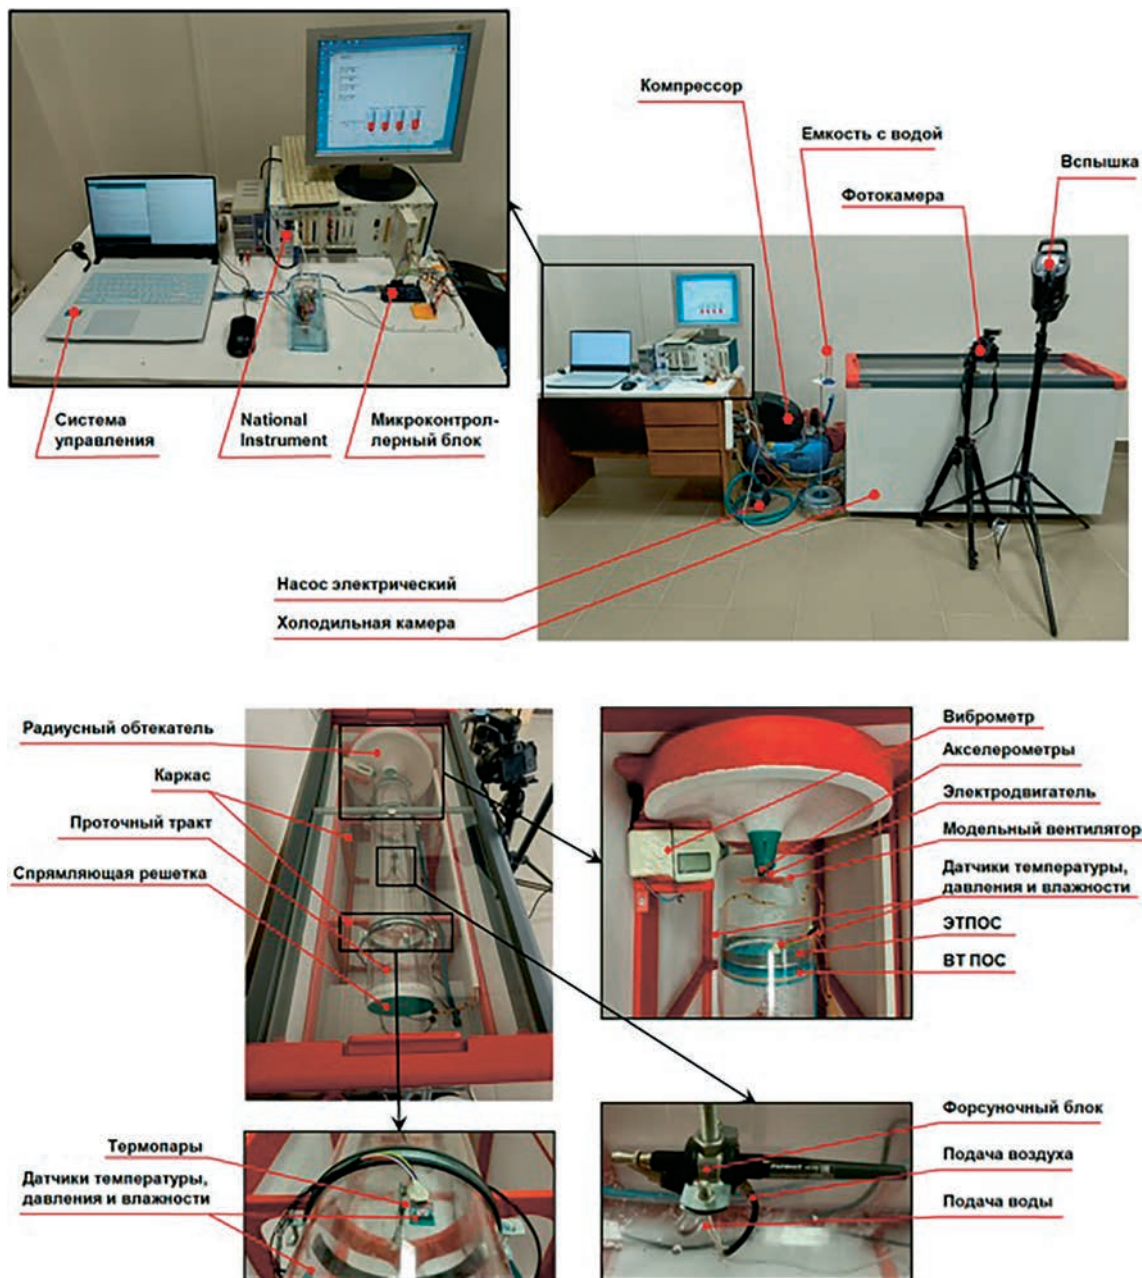 Компрессор
Емкость с водой
Вспышка
Фотокамера
Система
управления
National
Instrument
Микроконтрол-
лерный блок
Насос электрический
Холодильная камера
Радиусный обтекатель
Каркас
Проточный тракт
Спрямляющая решетка
Виброметр
Акселерометры
Электродвигатель
Модельный вентилятор
Датчики температуры,
давления и влажности
ЭТПОС
ВТ ПОС
Термопары
Датчики температуры,
давления и влажности
Форсуночный блок
Подача воздуха
Подача воды